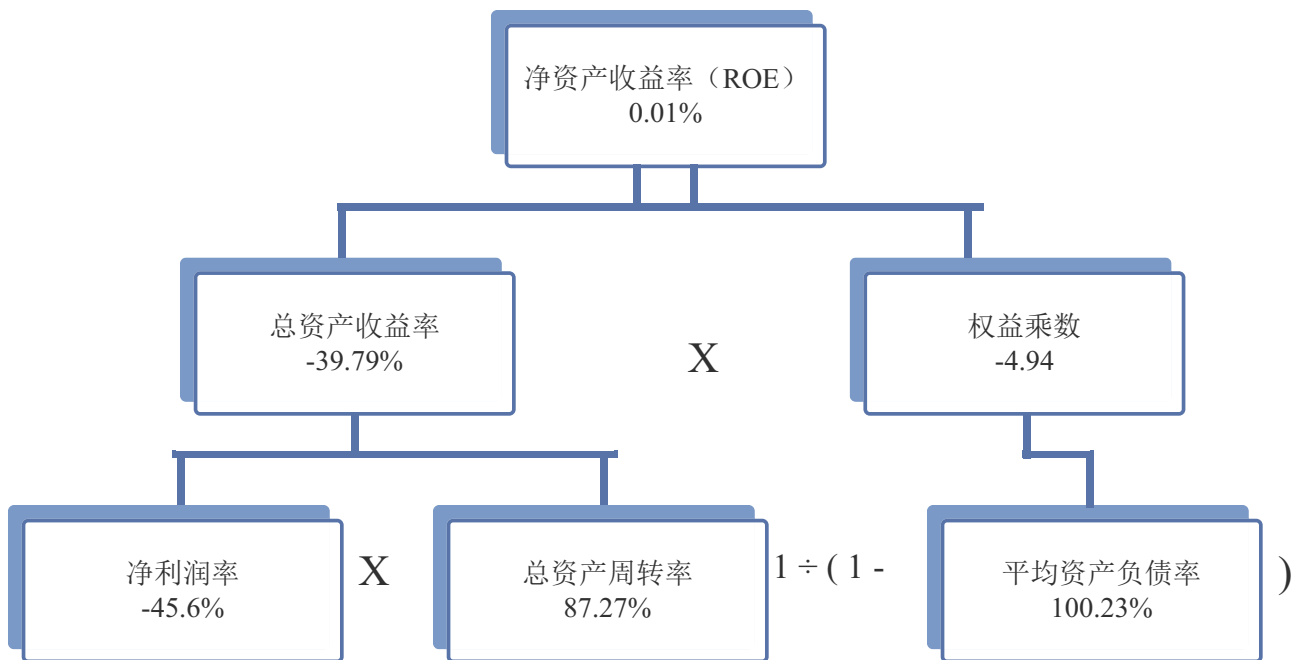 净资产收益率（ROE）
0.01%
总资产收益率
-39.79%
X
权益乘数
-4.94
净利润率
-45.6%
X
总资产周转率
87.27%
1 ÷ ( 1 -
平均资产负债率
100.23%
)